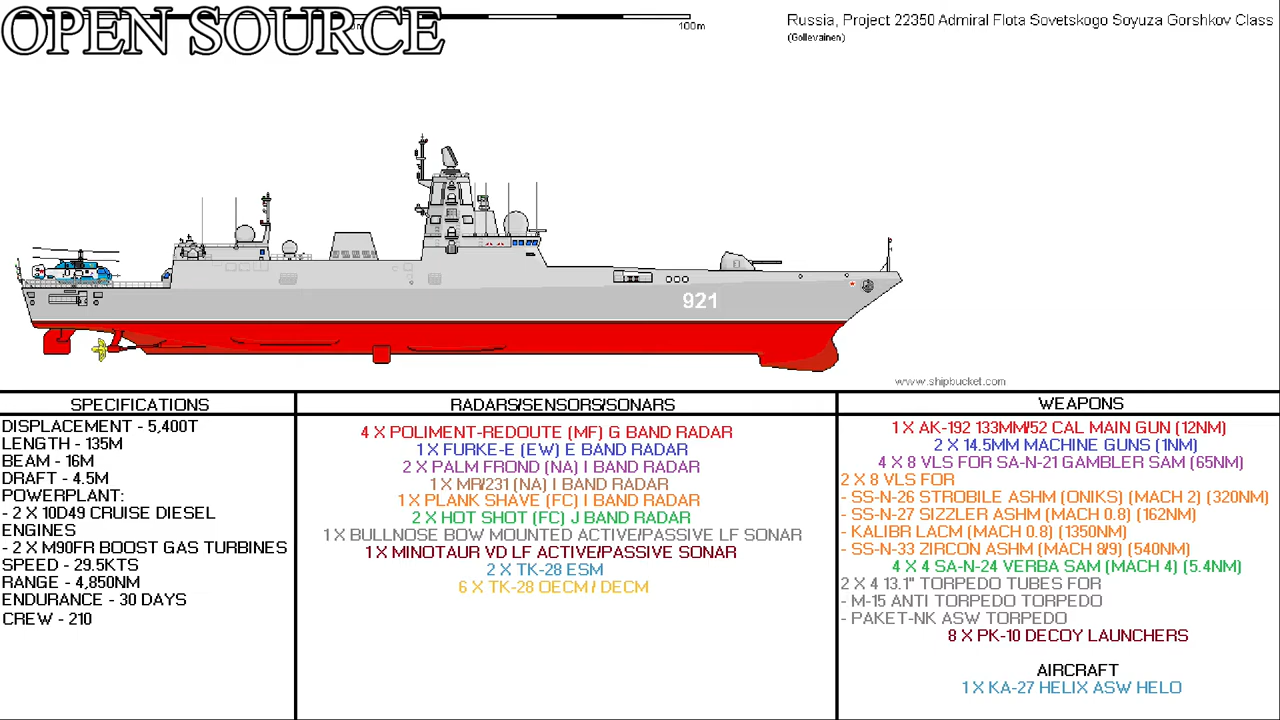 OPEN SOURCE
100m
Russia, Project 22350 Admiral Flota Sovetskogo Soyuza Gorshkov Class
(Gollevainen)
921
www.shipbucket.com
SPECIFICATIONS
DISPLACEMENT - 5,400T
LENGTH - 135M
BEAM - 16M
DRAFT - 4.5M
POWERPLANT:
- 2 X 10D49 CRUISE DIESEL
ENGINES
- 2 X M90FR BOOST GAS TURBINES
SPEED - 29.5KTS
RANGE - 4,850NM
ENDURANCE - 30 DAYS
CREW - 210
RADARS/SENSORS/SONARS
4 X POLIMENT-REDOUTE (MF) G BAND RADAR
1 X FURKE-E (EW) E BAND RADAR
2 X PALM FROND (NA) I BAND RADAR
1 X MR/231 (NA) I BAND RADAR
1 X PLANK SHAVE (FC) I BAND RADAR
2 X HOT SHOT (FC) J BAND RADAR
1 X BULLNOSE BOW MOUNTED ACTIVE/PASSIVE LF SONAR
1 X MINOTAUR VD LF ACTIVE/PASSIVE SONAR
2 X TK-28 ESM
6 X TK-28 OECM / DECM
WEAPONS
1 X AK-192 133MM/52 CAL MAIN GUN (12NM)
2 X 14.5MM MACHINE GUNS (1NM)
4 X 8 VLS FOR SA-N-21 GAMBLER SAM (65NM)
2 X 8 VLS FOR
- SS-N-26 STROBILE ASHM (ONIKS) (MACH 2) (320NM)
- SS-N-27 SIZZLER ASHM (MACH 0.8) (162NM)
- KALIBR LACM (MACH 0.8) (1350NM)
- SS-N-33 ZIRCON ASHM (MACH 8/9) (540NM)
4 X 4 SA-N-24 VERBA SAM (MACH 4) (5.4NM)
2 X 4 13.1" TORPEDO TUBES FOR
- M-15 ANTI TORPEDO TORPEDO
- PAKET-NK ASW TORPEDO
8 X PK-10 DECOY LAUNCHERS
AIRCRAFT
1 X KA-27 HELIX ASW HELO